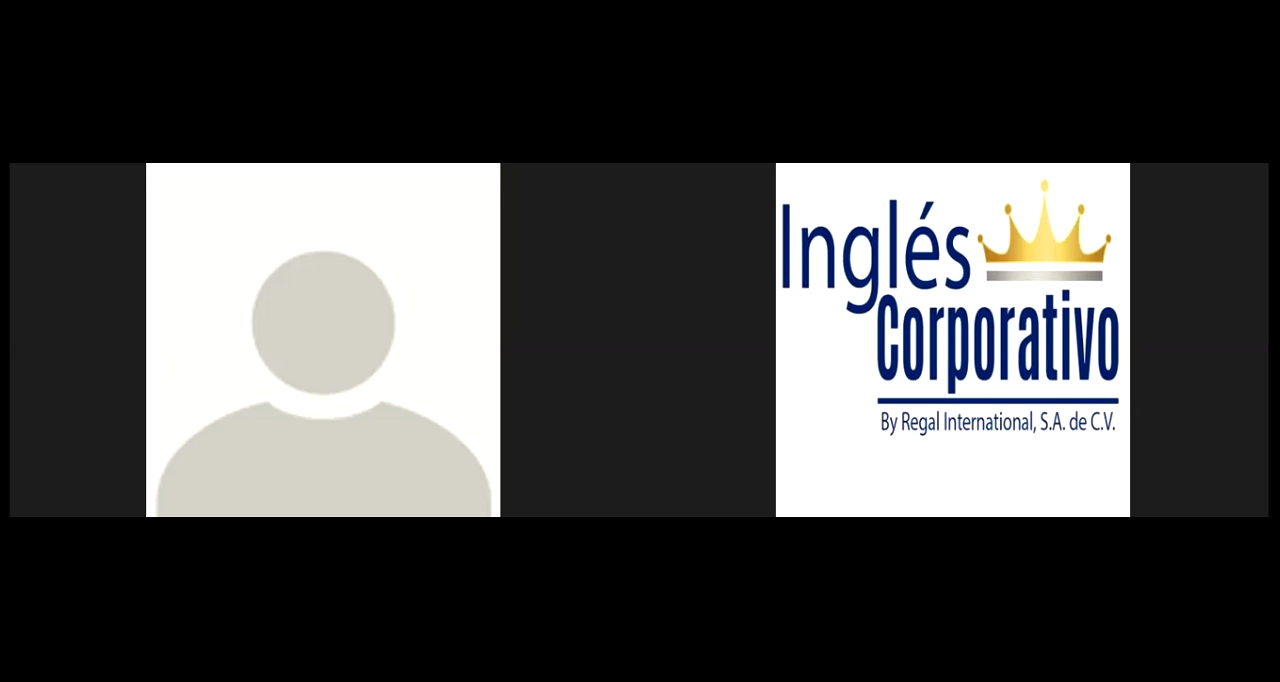 Inglés
Corporativo
By Regal International, S.A. de C.V.